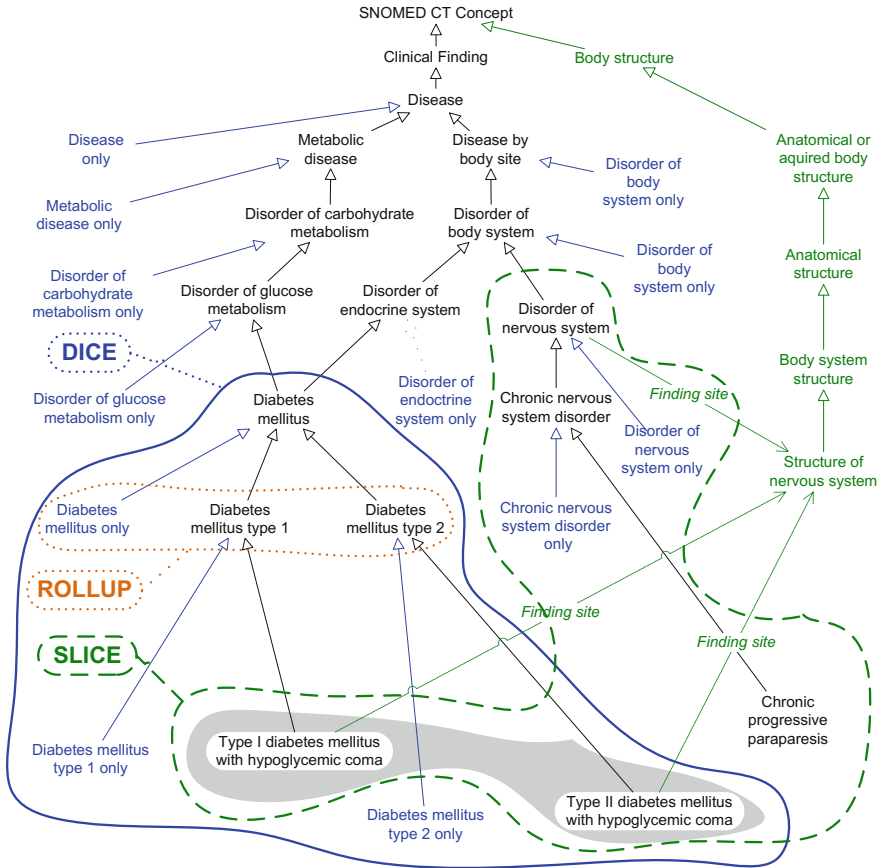 SNOMED CT Concept
Clinical Finding
Body structure
Disease
Disease
only
Metabolic
disease
Disease by
body site
Anatomical or
aquired body
structure
Disorder of
body
system only
Metabolic
disease only
Disorder of carbohydrate
metabolism
Disorder of
body system
Disorder of
body
system only
Anatomical
structure
Disorder of
carbohydrate
metabolism only
Disorder of glucose
metabolism
Disorder of
endocrine system
Disorder of
nervous system
DICE
Body system
structure
Disorder of glucose
metabolism only
Diabetes
mellitus
Disorder of
endocrine
system only
Chronic nervous
system disorder
Finding site
Disorder of
nervous
system only
Structure of
nervous system
Diabetes
mellitus only
Diabetes
mellitus type 1
Diabetes
mellitus type 2
Chronic nervous
system disorder
only
ROLLUP
Finding site
Finding site
SLICE
Chronic
progressive
paraparesis
Diabetes mellitus
type 1 only
Type I diabetes mellitus
with hypoglycemic coma
Diabetes mellitus
type 2 only
Type II diabetes mellitus
with hypoglycemic coma